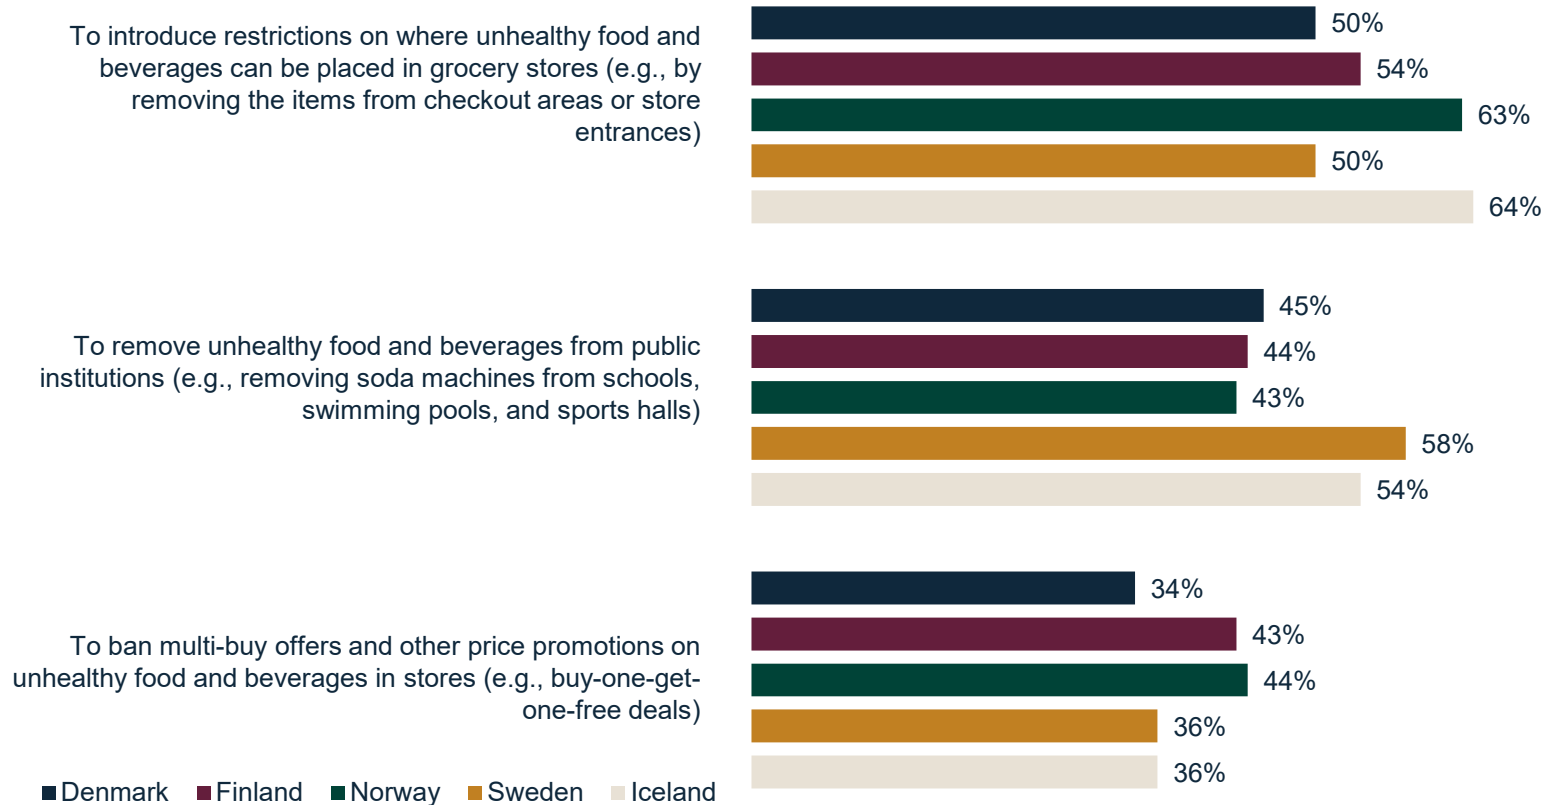 To introduce restrictions on where unhealthy food and
beverages can be placed in grocery stores (e.g., by
removing the items from checkout areas or store
entrances)
50%
54%
63%
50%
64%
To remove unhealthy food and beverages from public
institutions (e.g., removing soda machines from schools,
swimming pools, and sports halls)
45%
44%
43%
58%
54%
To ban multi-buy offers and other price promotions on
unhealthy food and beverages in stores (e.g., buy-one-get-
one-free deals)
34%
43%
44%
36%
36%
Denmark Finland Norway Sweden Iceland